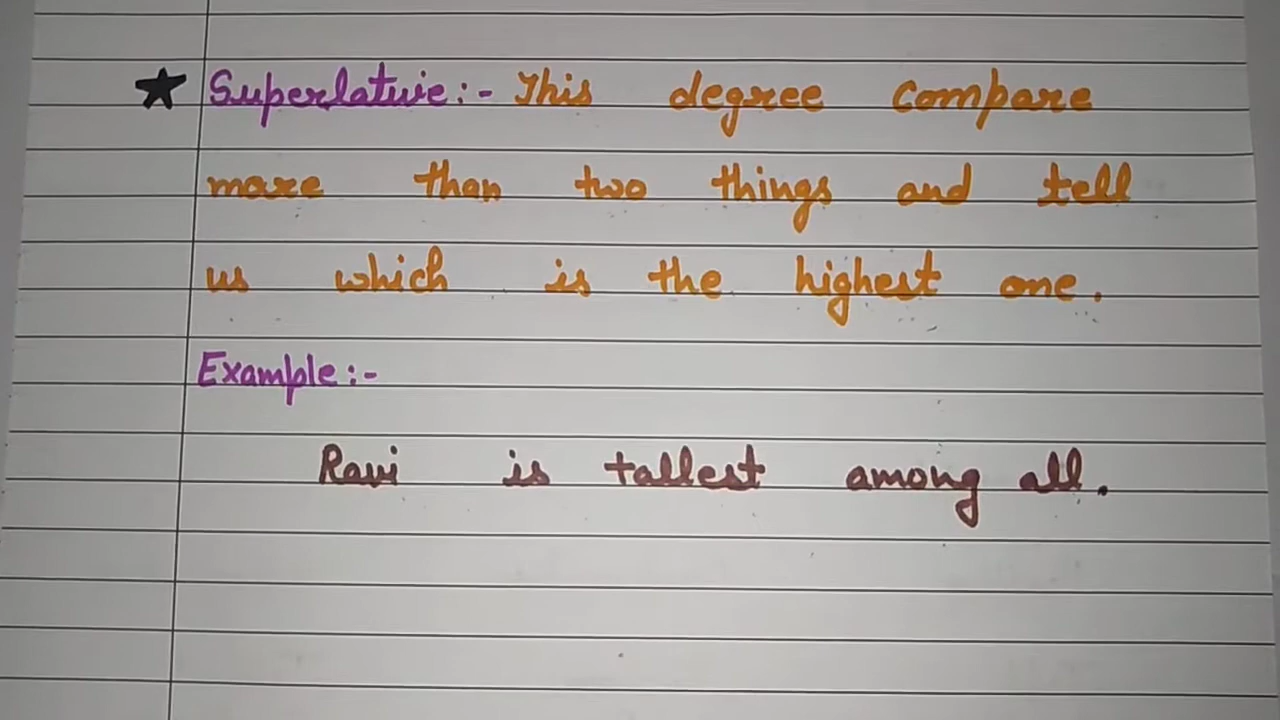 ★ Superlative:- This degree compare
more than two things and tell
us which is the highest one.
Example:-
Ravi is tallest among all.